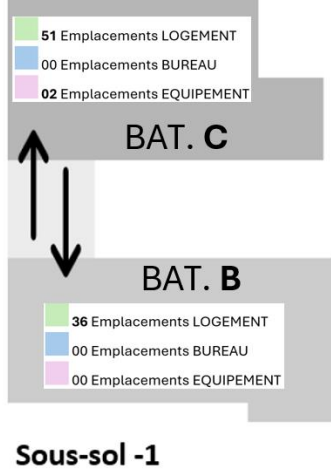 51 Emplacements LOGEMENT
00 Emplacements BUREAU
02 Emplacements EQUIPEMENT
BAT. C
BAT. B
36 Emplacements LOGEMENT
00 Emplacements BUREAU
00 Emplacements EQUIPEMENT
Sous-sol -1